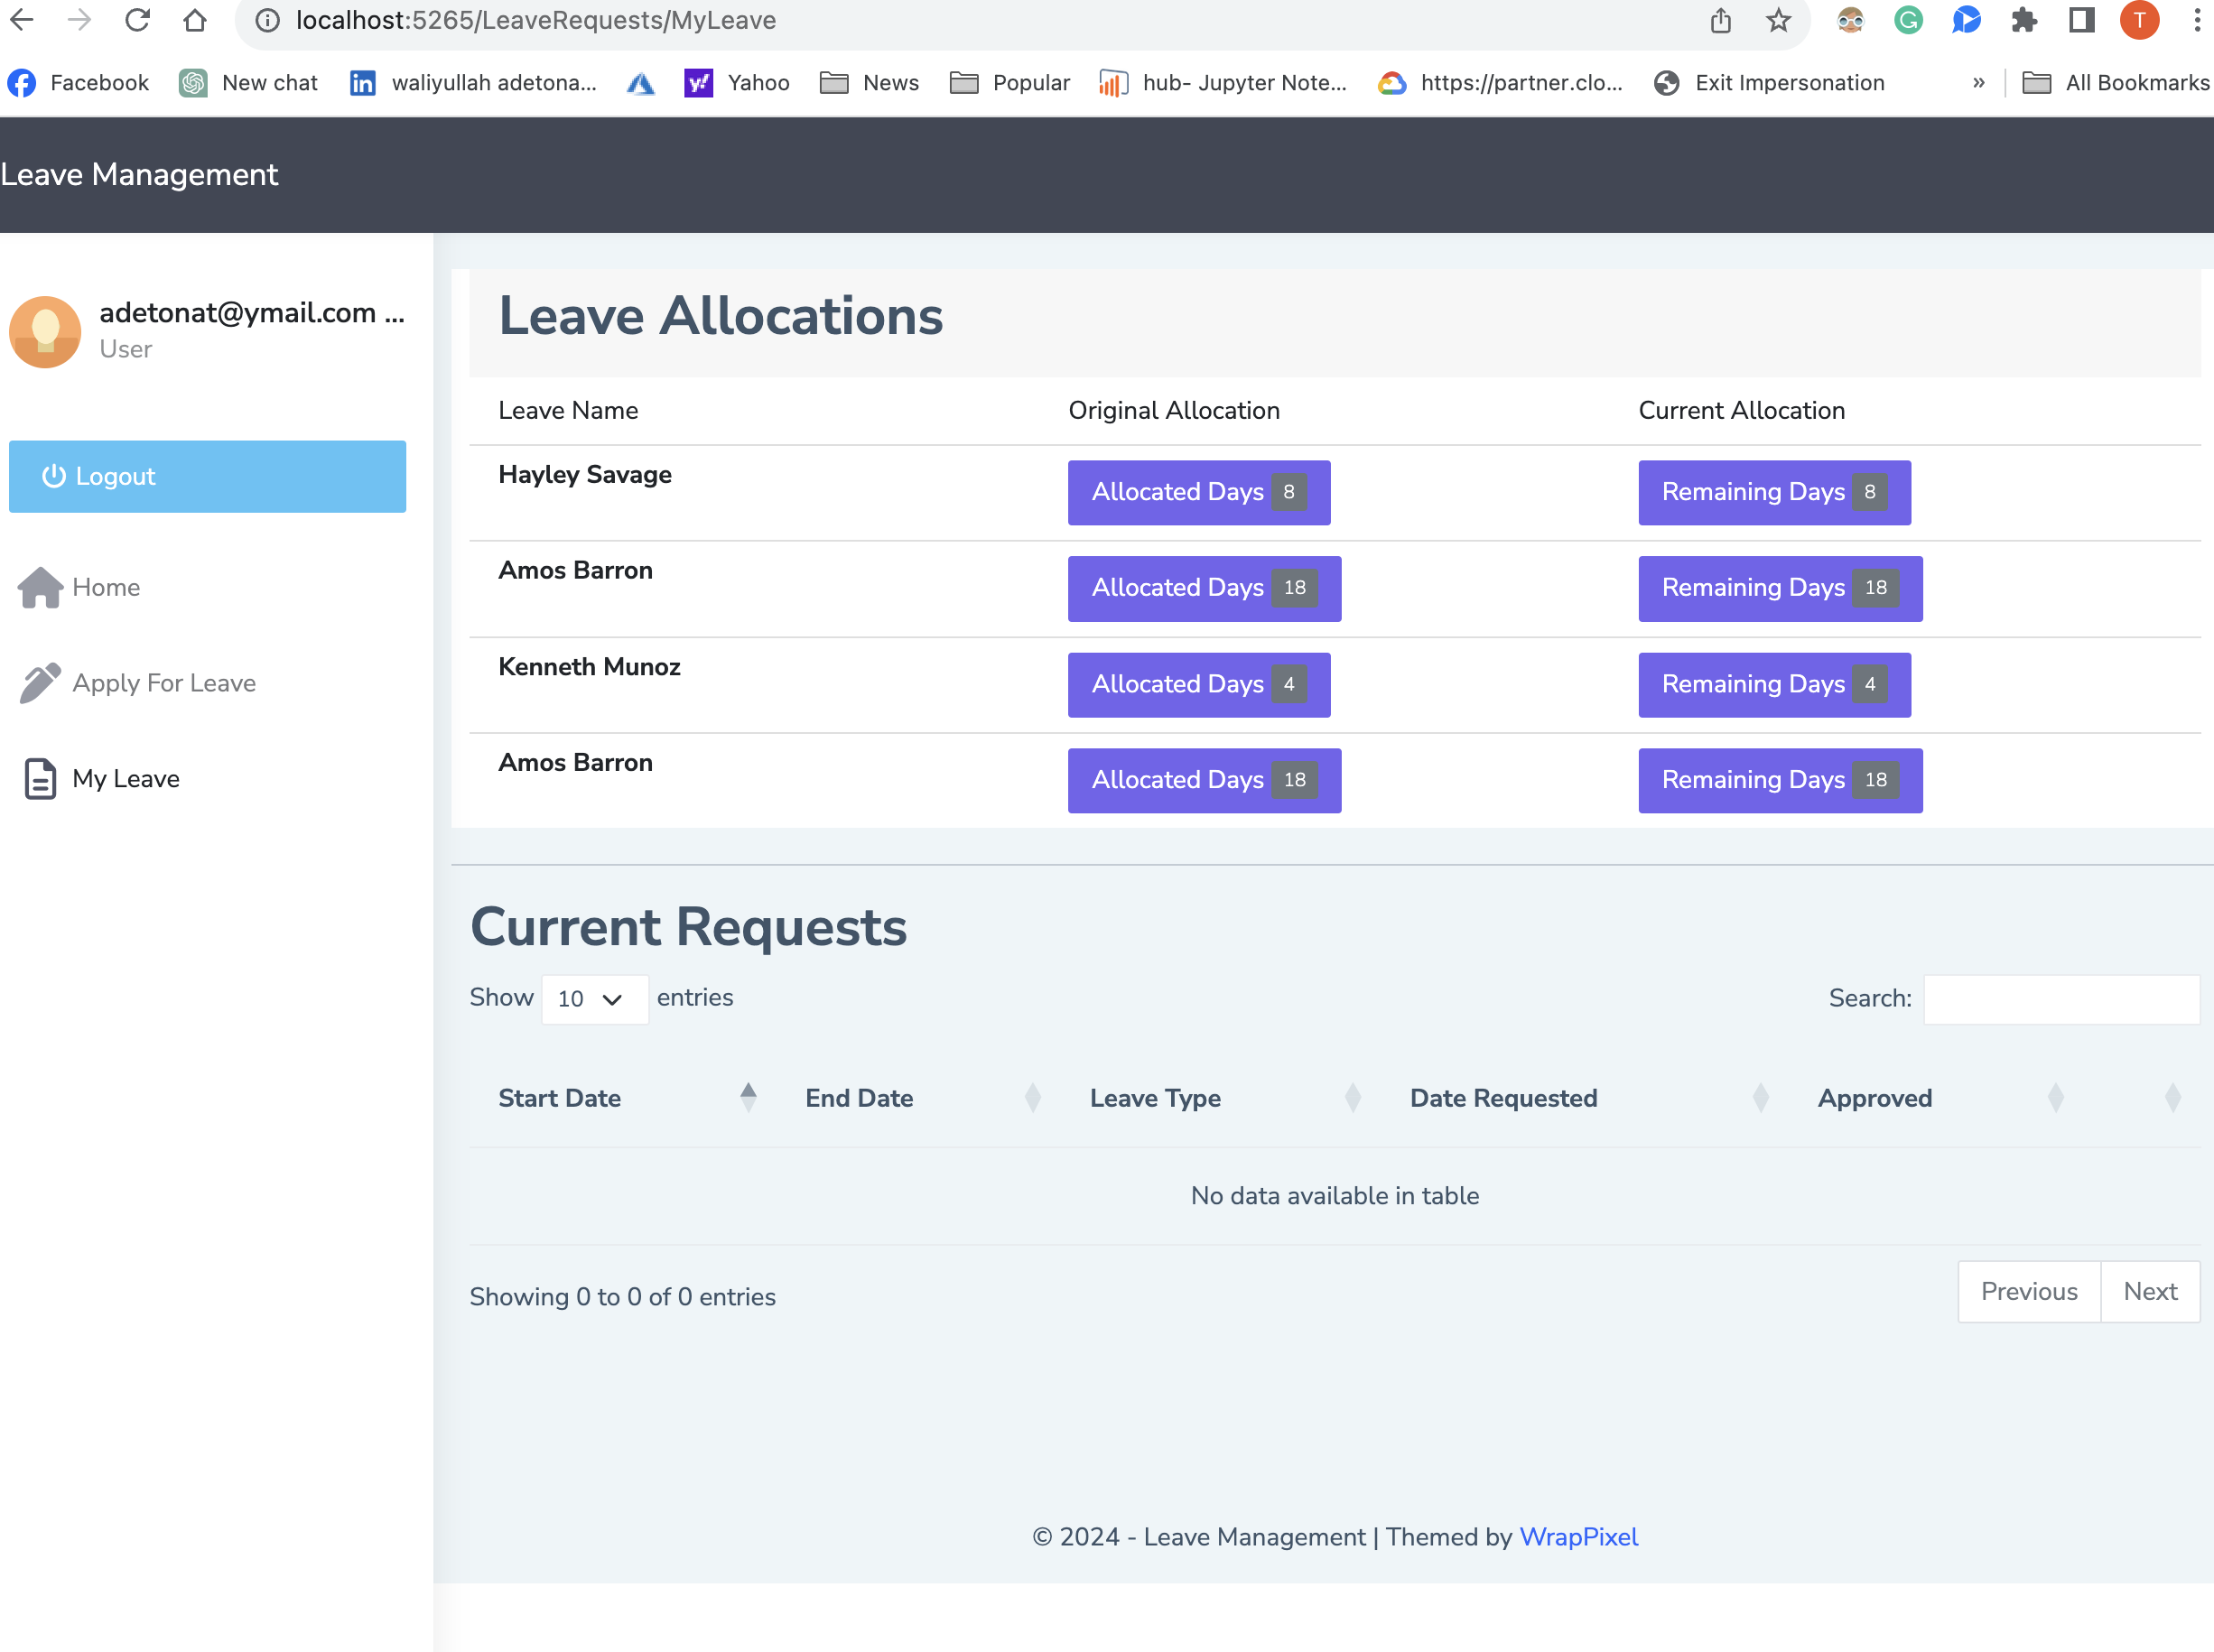 localhost:5265/LeaveRequests/MyLeave
T
Facebook New chat waliyullah adetona... Yahoo News Popular hub- Jupyter Note... https://partner.clo... Exit Impersonation » All Bookmarks
Leave Management
adetonat@ymail.com ...
User
Logout
Home
Apply For Leave
My Leave
Leave Allocations
Leave Name Original Allocation Current Allocation
Hayley Savage Allocated Days 8 Remaining Days 8
Amos Barron Allocated Days 18 Remaining Days 18
Kenneth Munoz Allocated Days 4 Remaining Days 4
Amos Barron Allocated Days 18 Remaining Days 18
Current Requests
Show 10 entries Search:
Start Date End Date Leave Type Date Requested Approved
No data available in table
Showing 0 to 0 of 0 entries Previous Next
© 2024 - Leave Management | Themed by WrapPixel